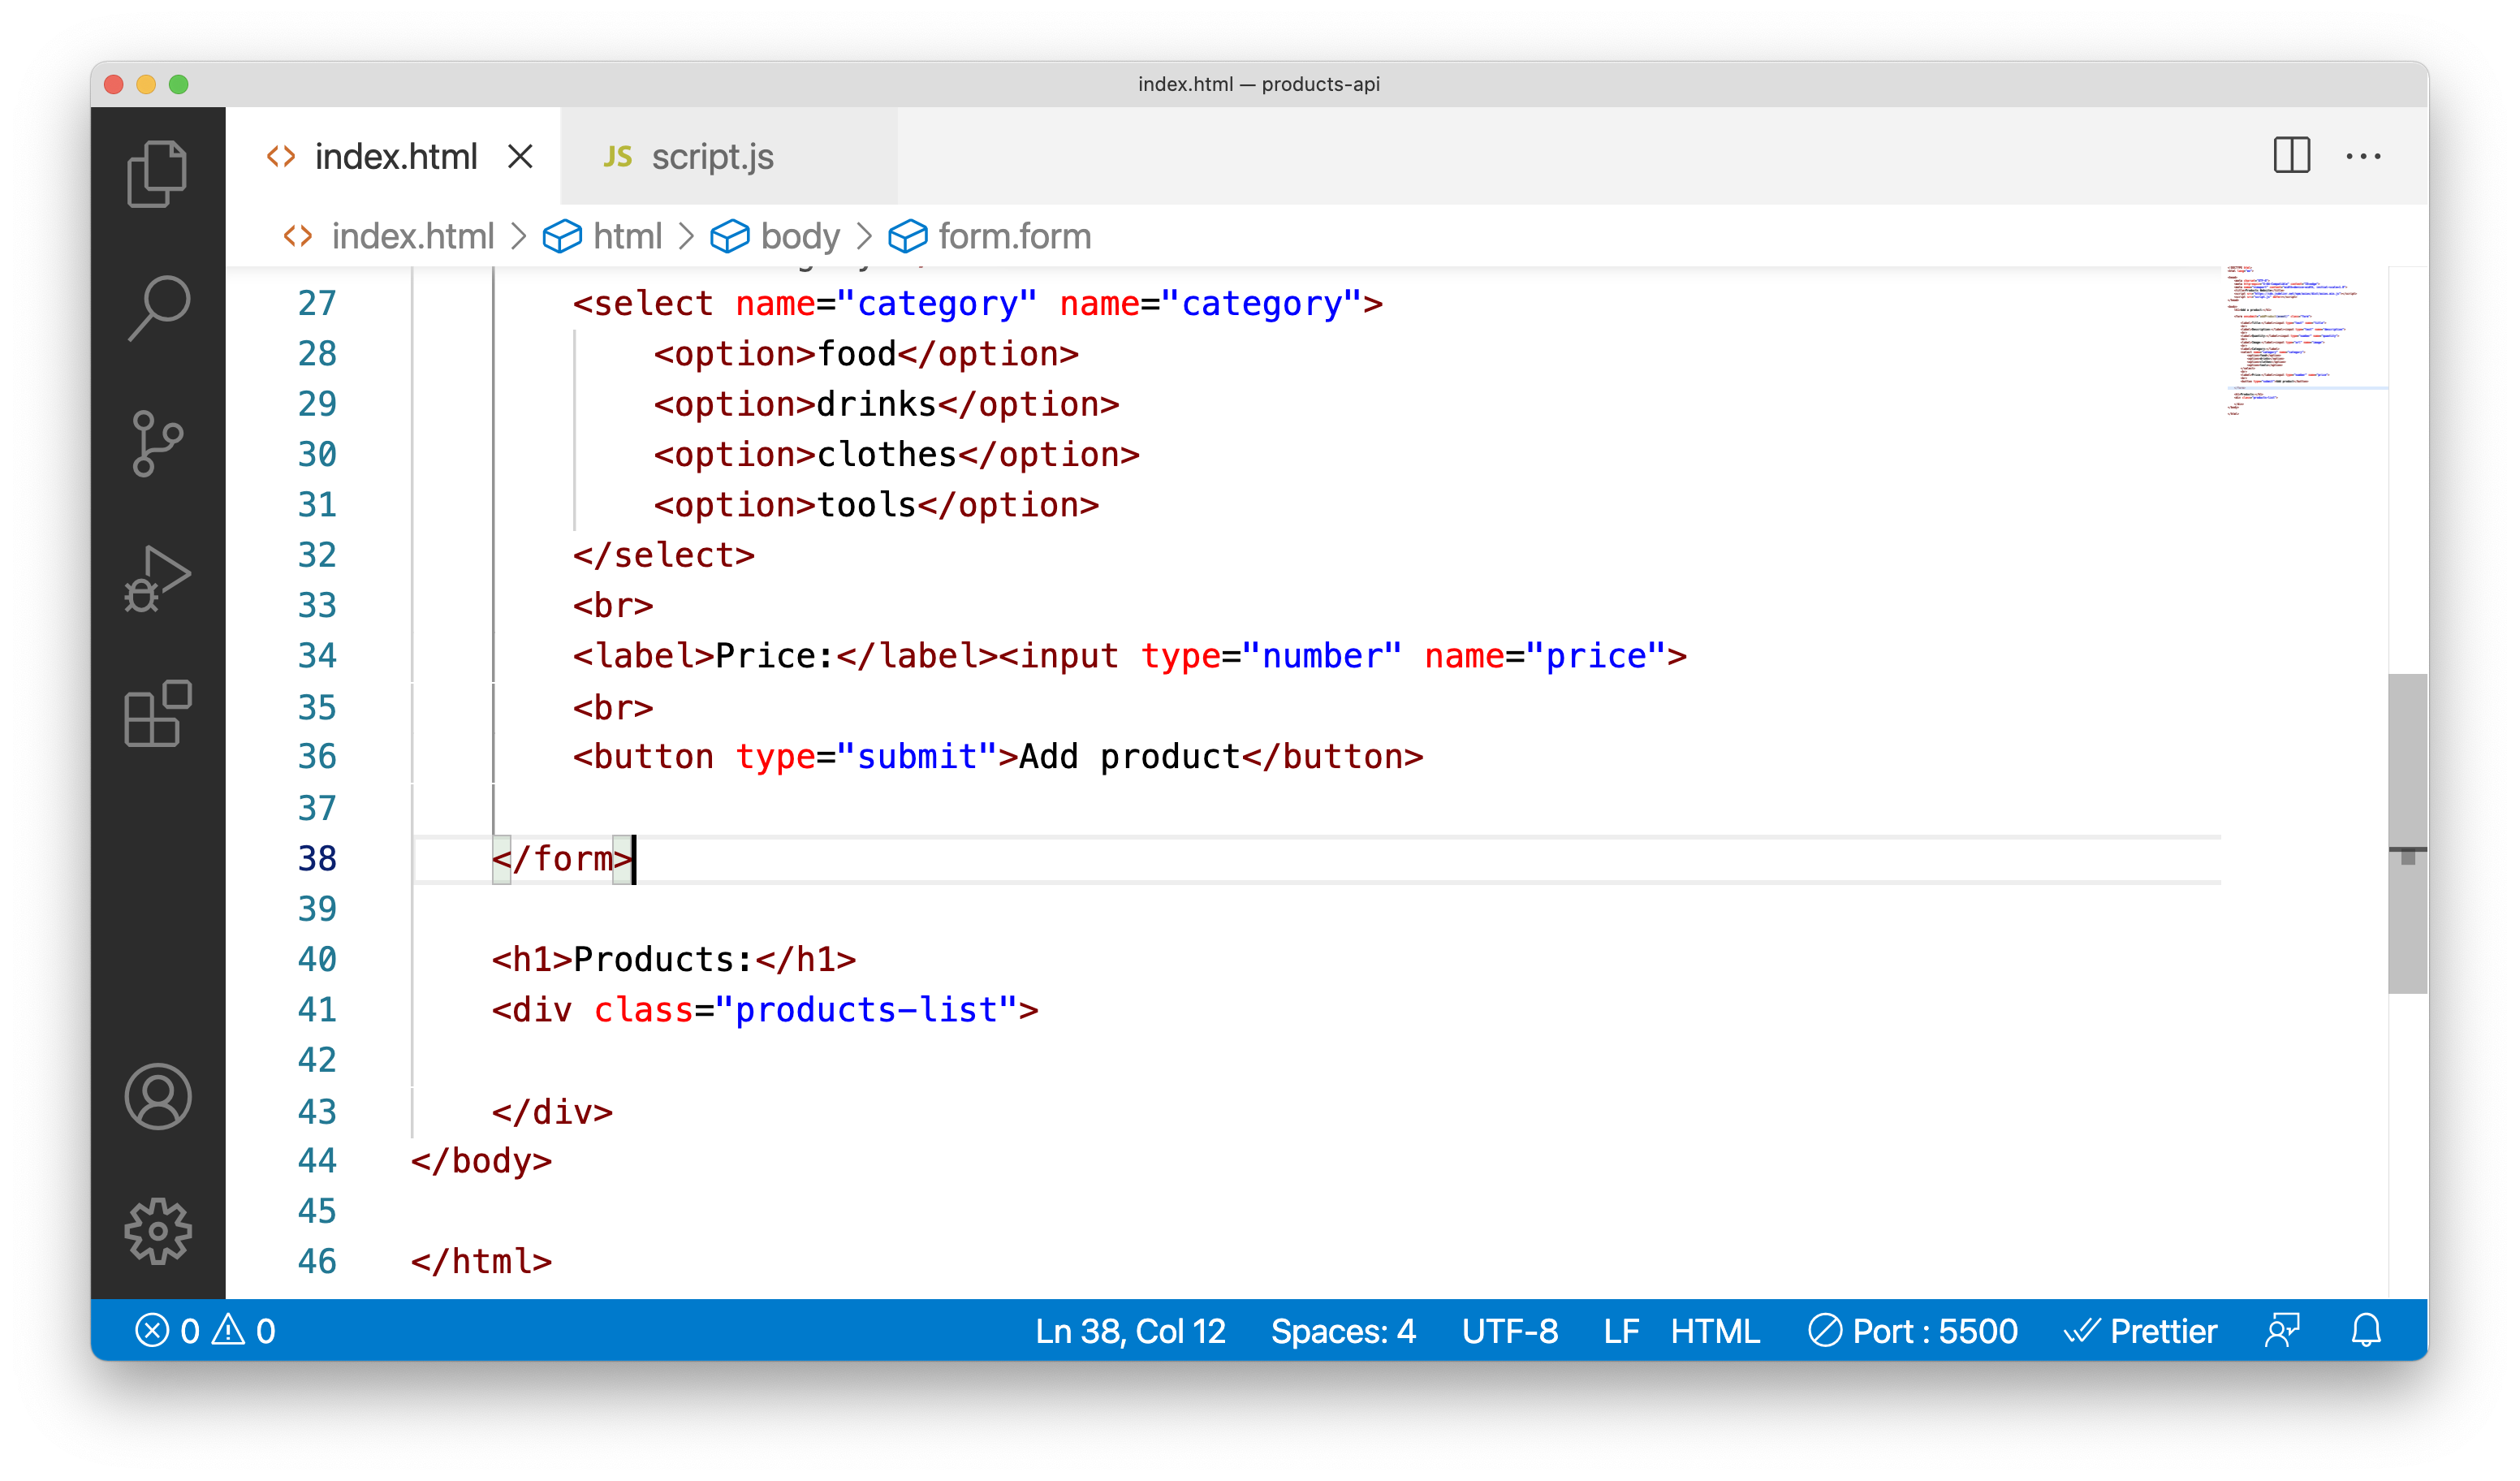 index.html — products-api
index.html
JS script.js
index.html > html > body > form.form
27 <select name="category" name="category">
28 <option>food</option>
29 <option>drinks</option>
30 <option>clothes</option>
31 <option>tools</option>
32 </select>
33 <br>
34 <label>Price:</label><input type="number" name="price">
35 <br>
36 <button type="submit">Add product</button>
37
38 </form>
39
40 <h1>Products:</h1>
41 <div class="products-list">
42
43 </div>
44 </body>
45
46 </html>
0 0 Ln 38, Col 12 Spaces: 4 UTF-8 LF HTML Port : 5500 Prettier